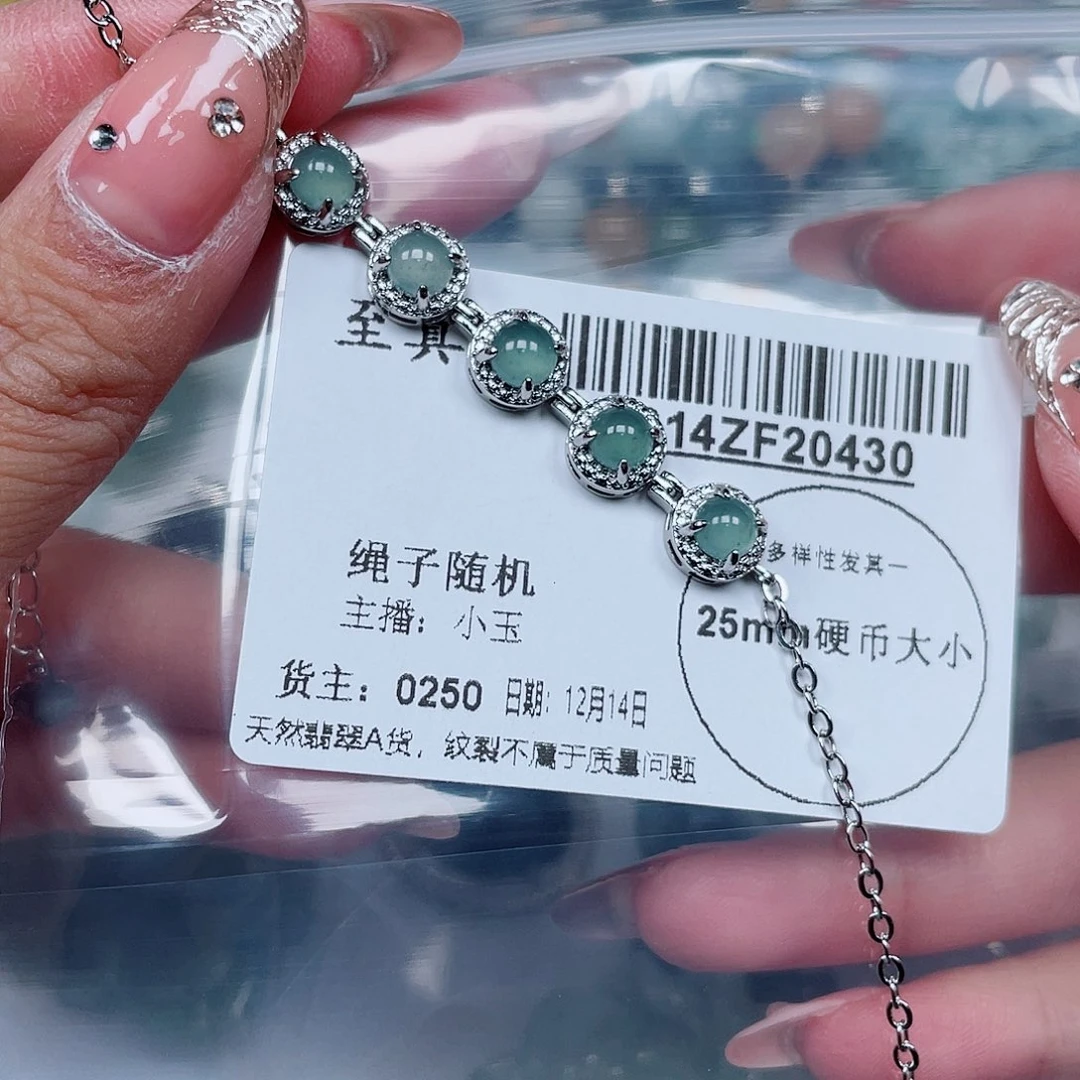 至真
14ZF20430
多样性发其一
25mm硬币大小
绳子随机
主播：小玉
货主：0250 日期：12月14日
天然翡翠A货，纹裂不属于质量问题